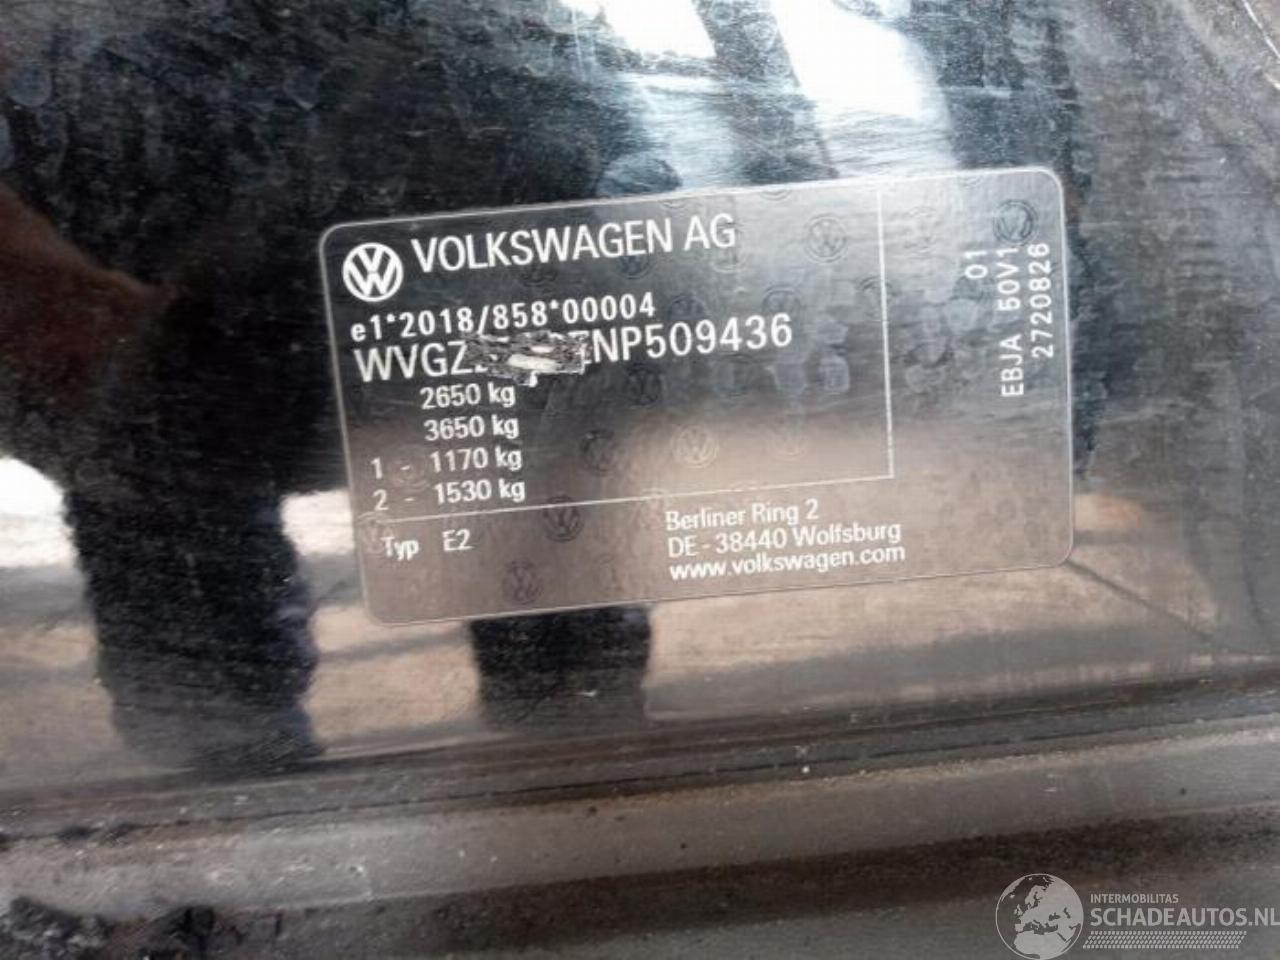 VOLKSWAGEN AG
e1*2018/858*00004
2650 kg
3650 kg
1 - 1170 kg
2 - 1530 kg
Typ E2
Berliner Ring 2
DE - 38440 Wolfsburg
www.volkswagen.com
01
EBJA 50V1
27720826
INTERMOBILITAS
SCHADEAUTOS.NL